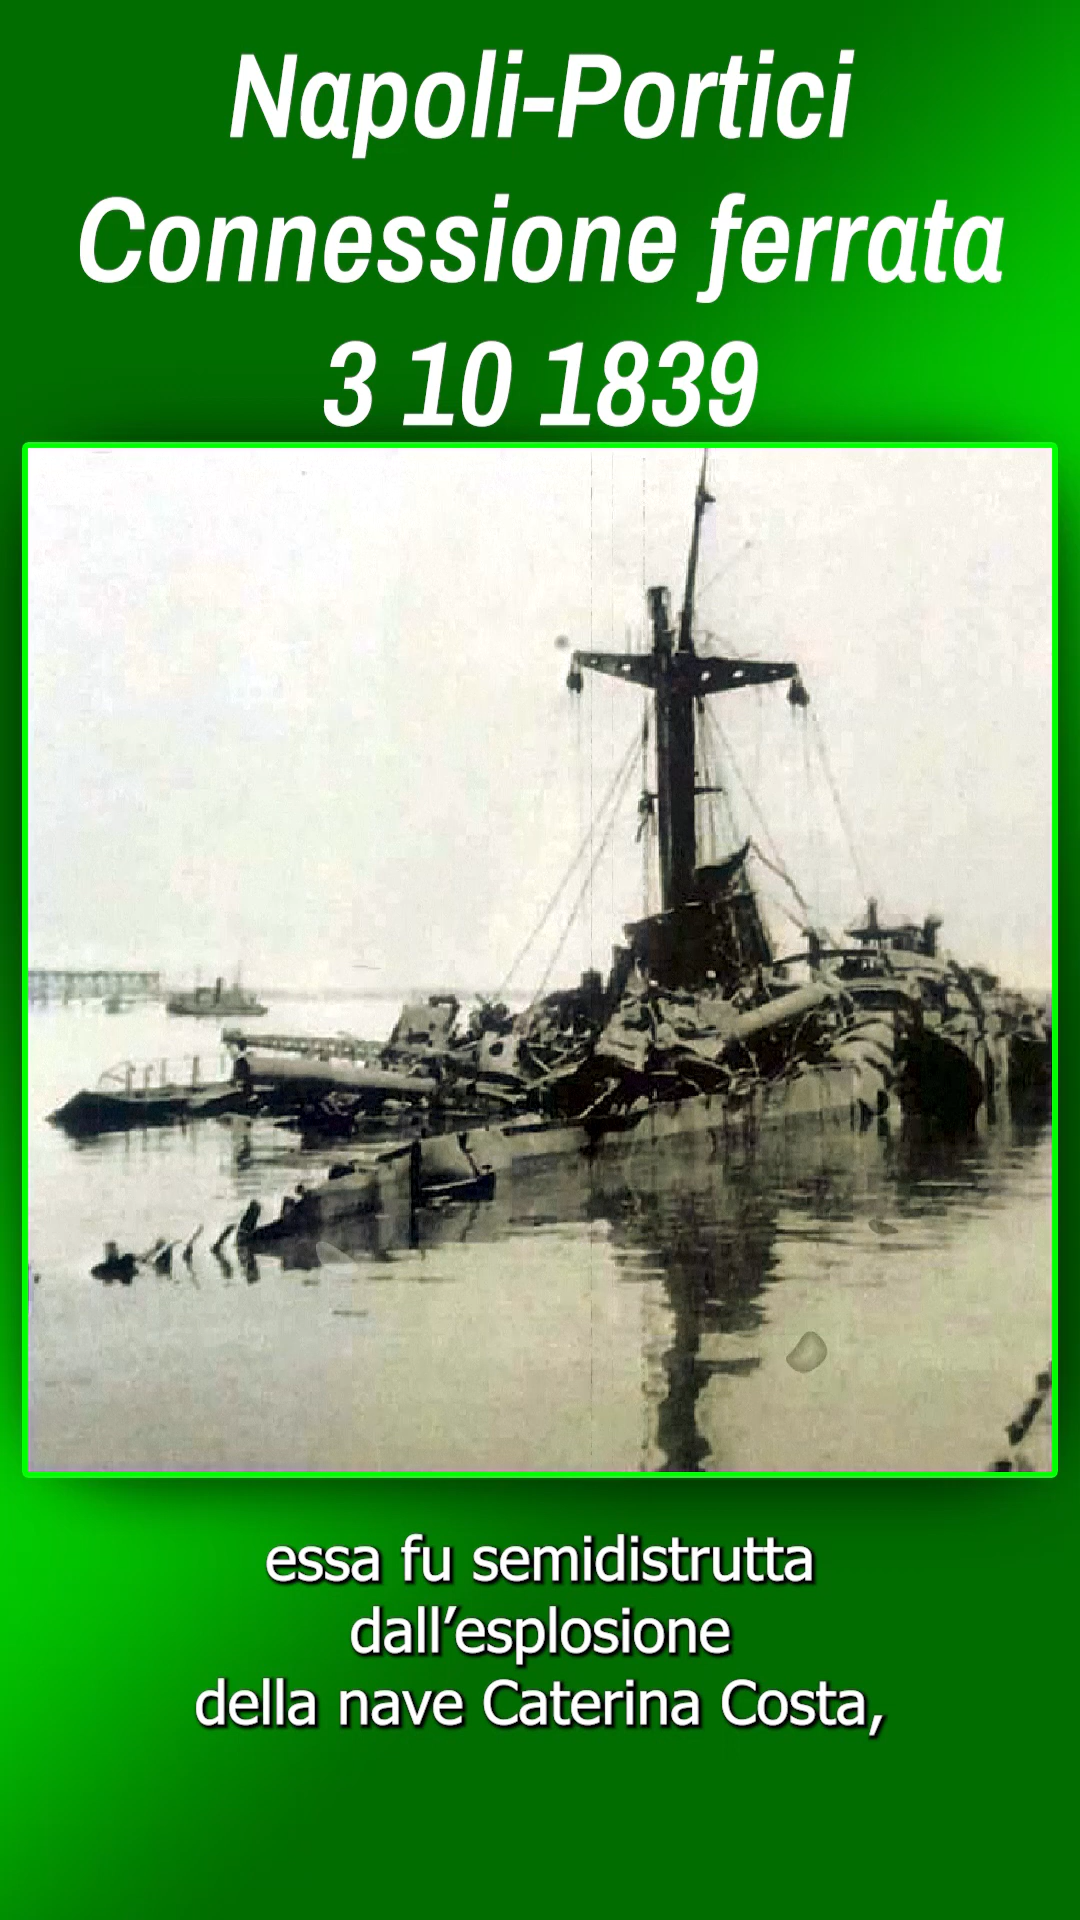 Napoli-Portici
Connessione ferrata
3 10 1839
essa fu semidistrutta
dall’esplosione
della nave Caterina Costa,